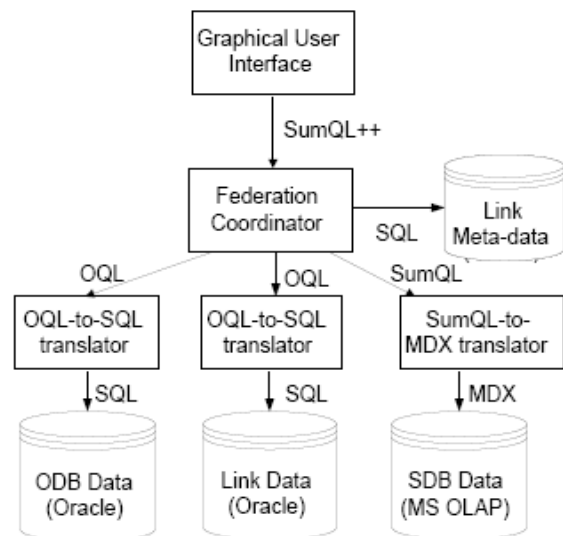 Graphical User
Interface
SumQL++
Federation
Coordinator
SQL
Link
Meta-data
OQL
OQL
SumQL
OQL-to-SQL
translator
OQL-to-SQL
translator
SumQL-to-
MDX translator
SQL
SQL
MDX
ODB Data
(Oracle)
Link Data
(Oracle)
SDB Data
(MS OLAP)